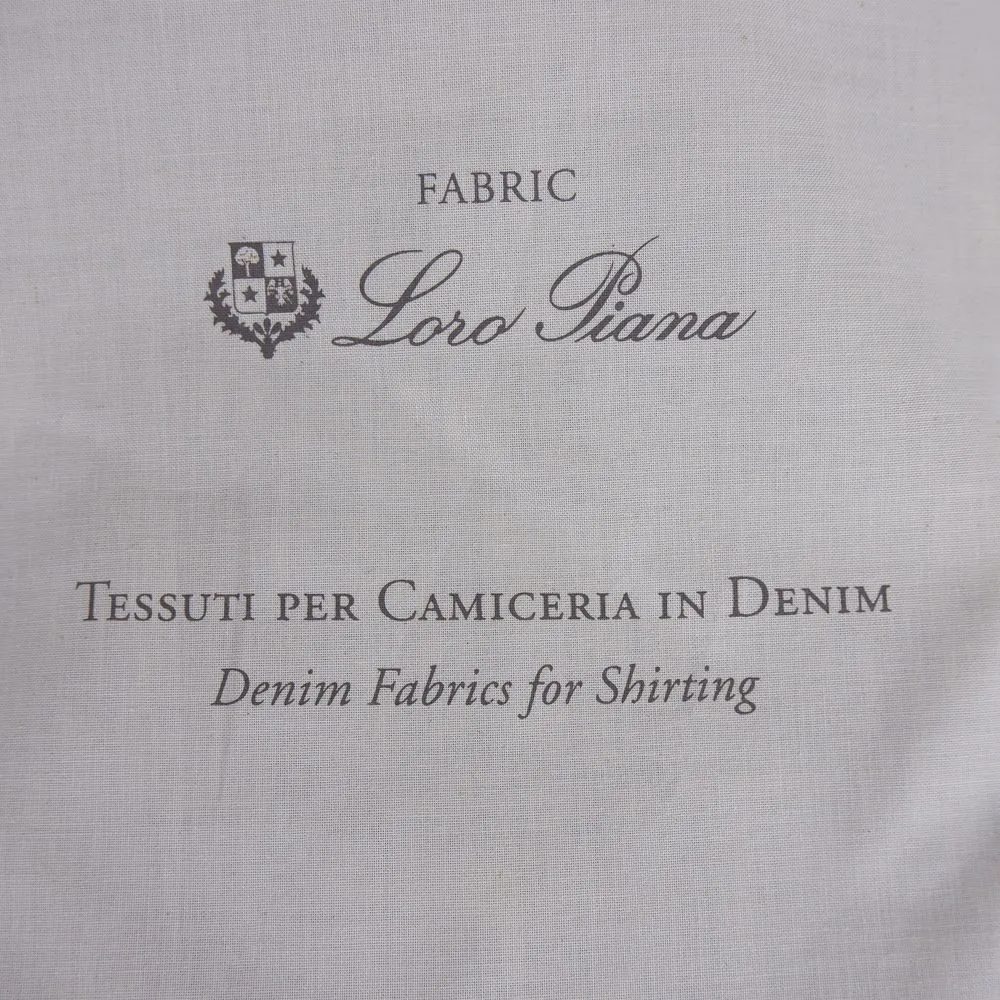 FABRIC
Loro Piana
Tessuti per Camiceria in Denim
Denim Fabrics for Shirting